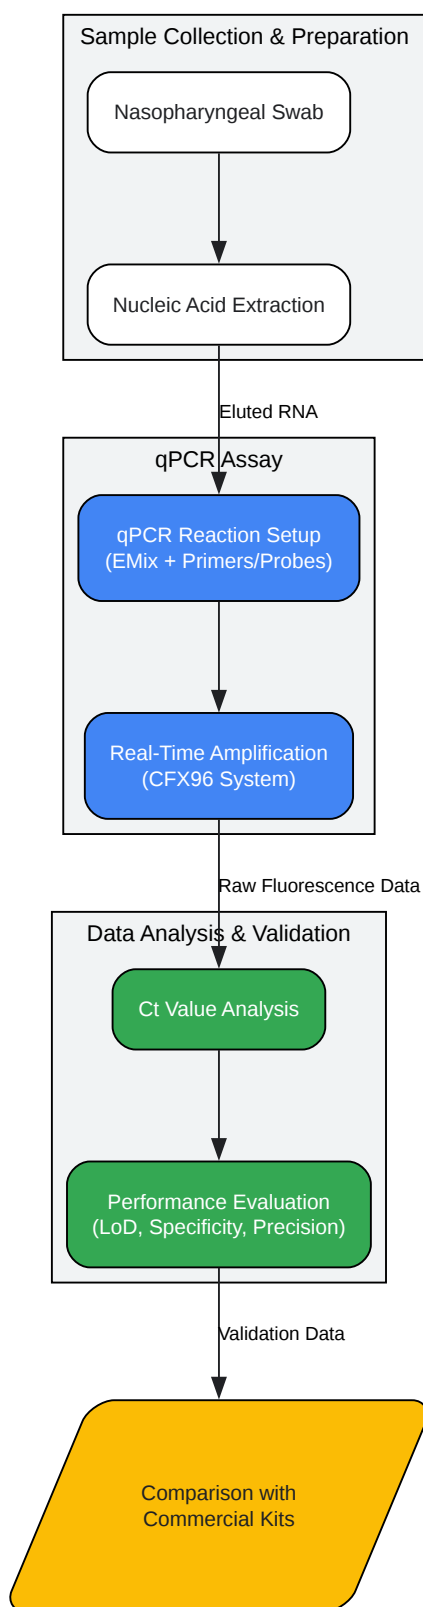 Sample Collection & Preparation
Nasopharyngeal Swab
Nucleic Acid Extraction
Eluted RNA
qPCR Assay
qPCR Reaction Setup
(EMix + Primers/Probes)
Real-Time Amplification
(CFX96 System)
Raw Fluorescence Data
Data Analysis & Validation
Ct Value Analysis
Performance Evaluation
(LoD, Specificity, Precision)
Validation Data
Comparison with
Commercial Kits